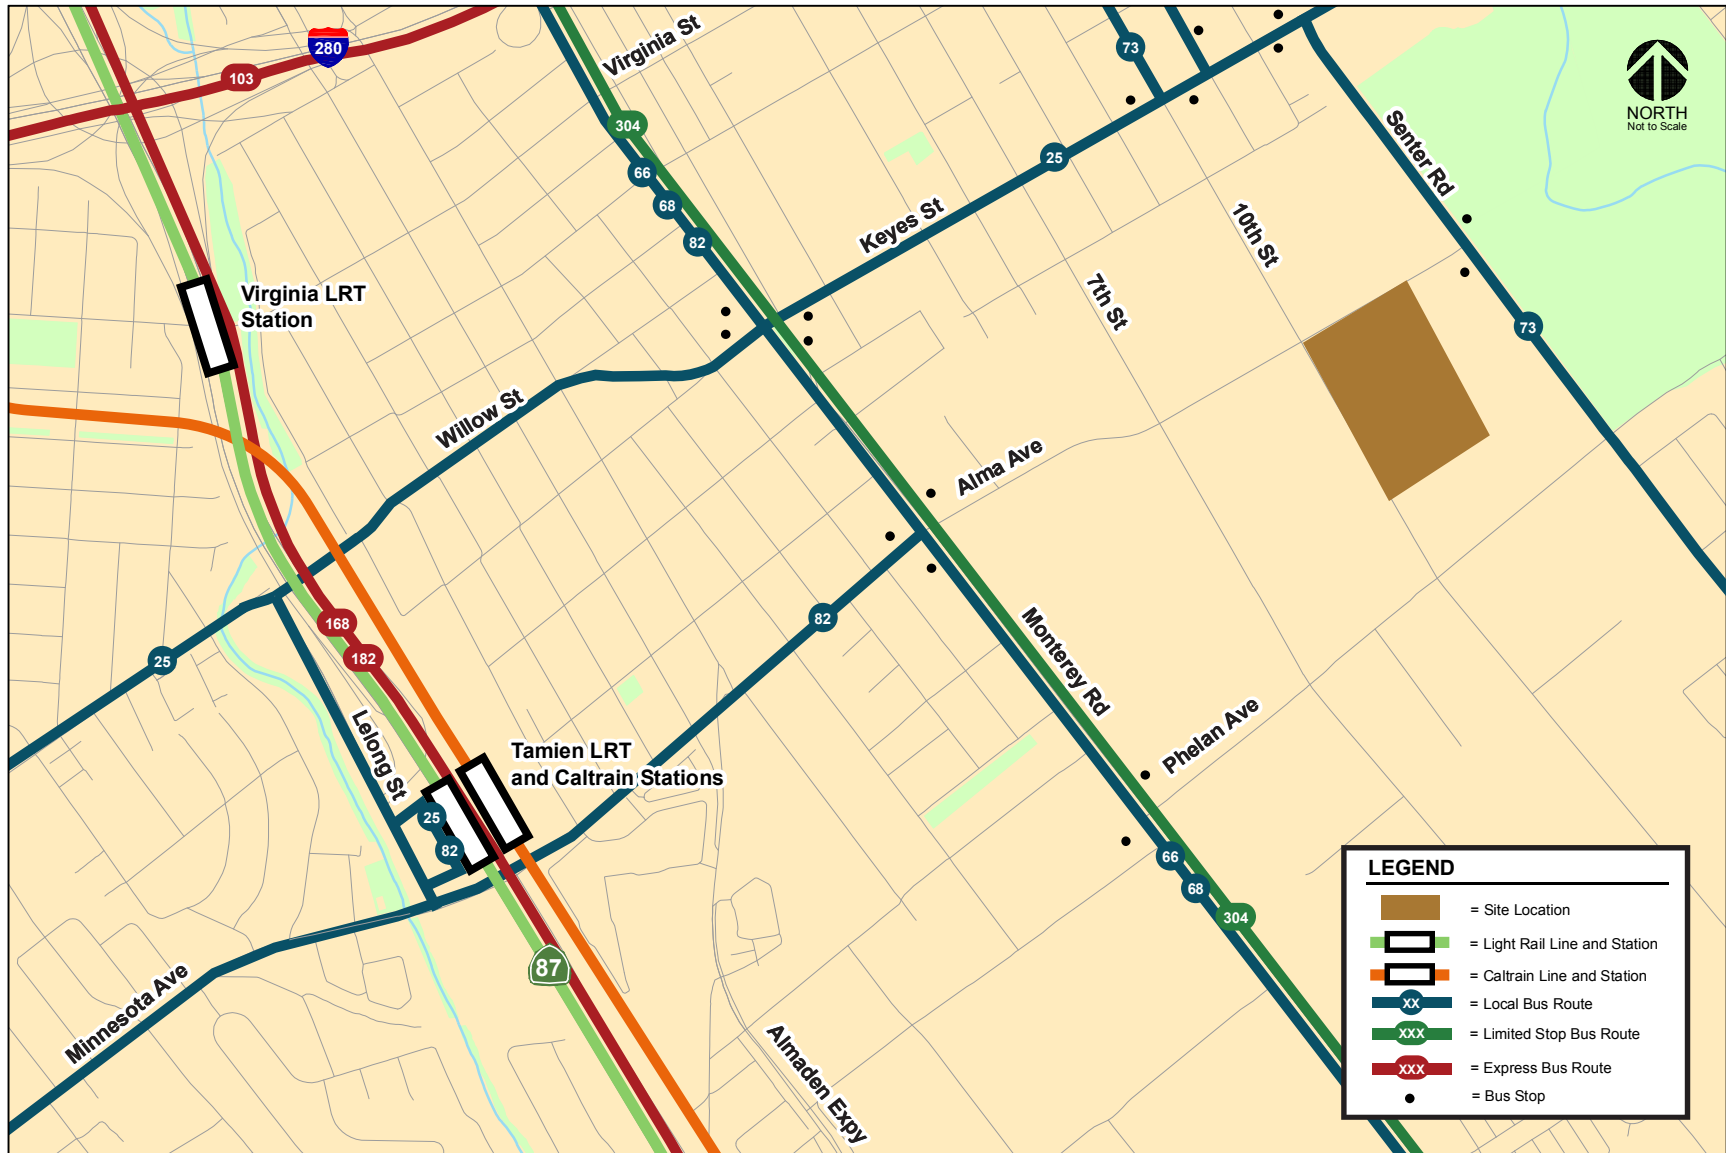 280
103
Virginia St
304
66
68
82
73
25
Keyes St
Senter Rd
NORTH
Not to Scale
10th St
7th St
73
Virginia LRT
Station
Willow St
Alma Ave
82
25
168
182
Lelong St
Tamien LRT
and Caltrain Stations
25
82
Monterey Rd
Phelan Ave
66
68
304
87
Minnesota Ave
Almaden Expy
LEGEND
= Site Location
= Light Rail Line and Station
= Caltrain Line and Station
XX = Local Bus Route
XXX = Limited Stop Bus Route
XXX = Express Bus Route
= Bus Stop